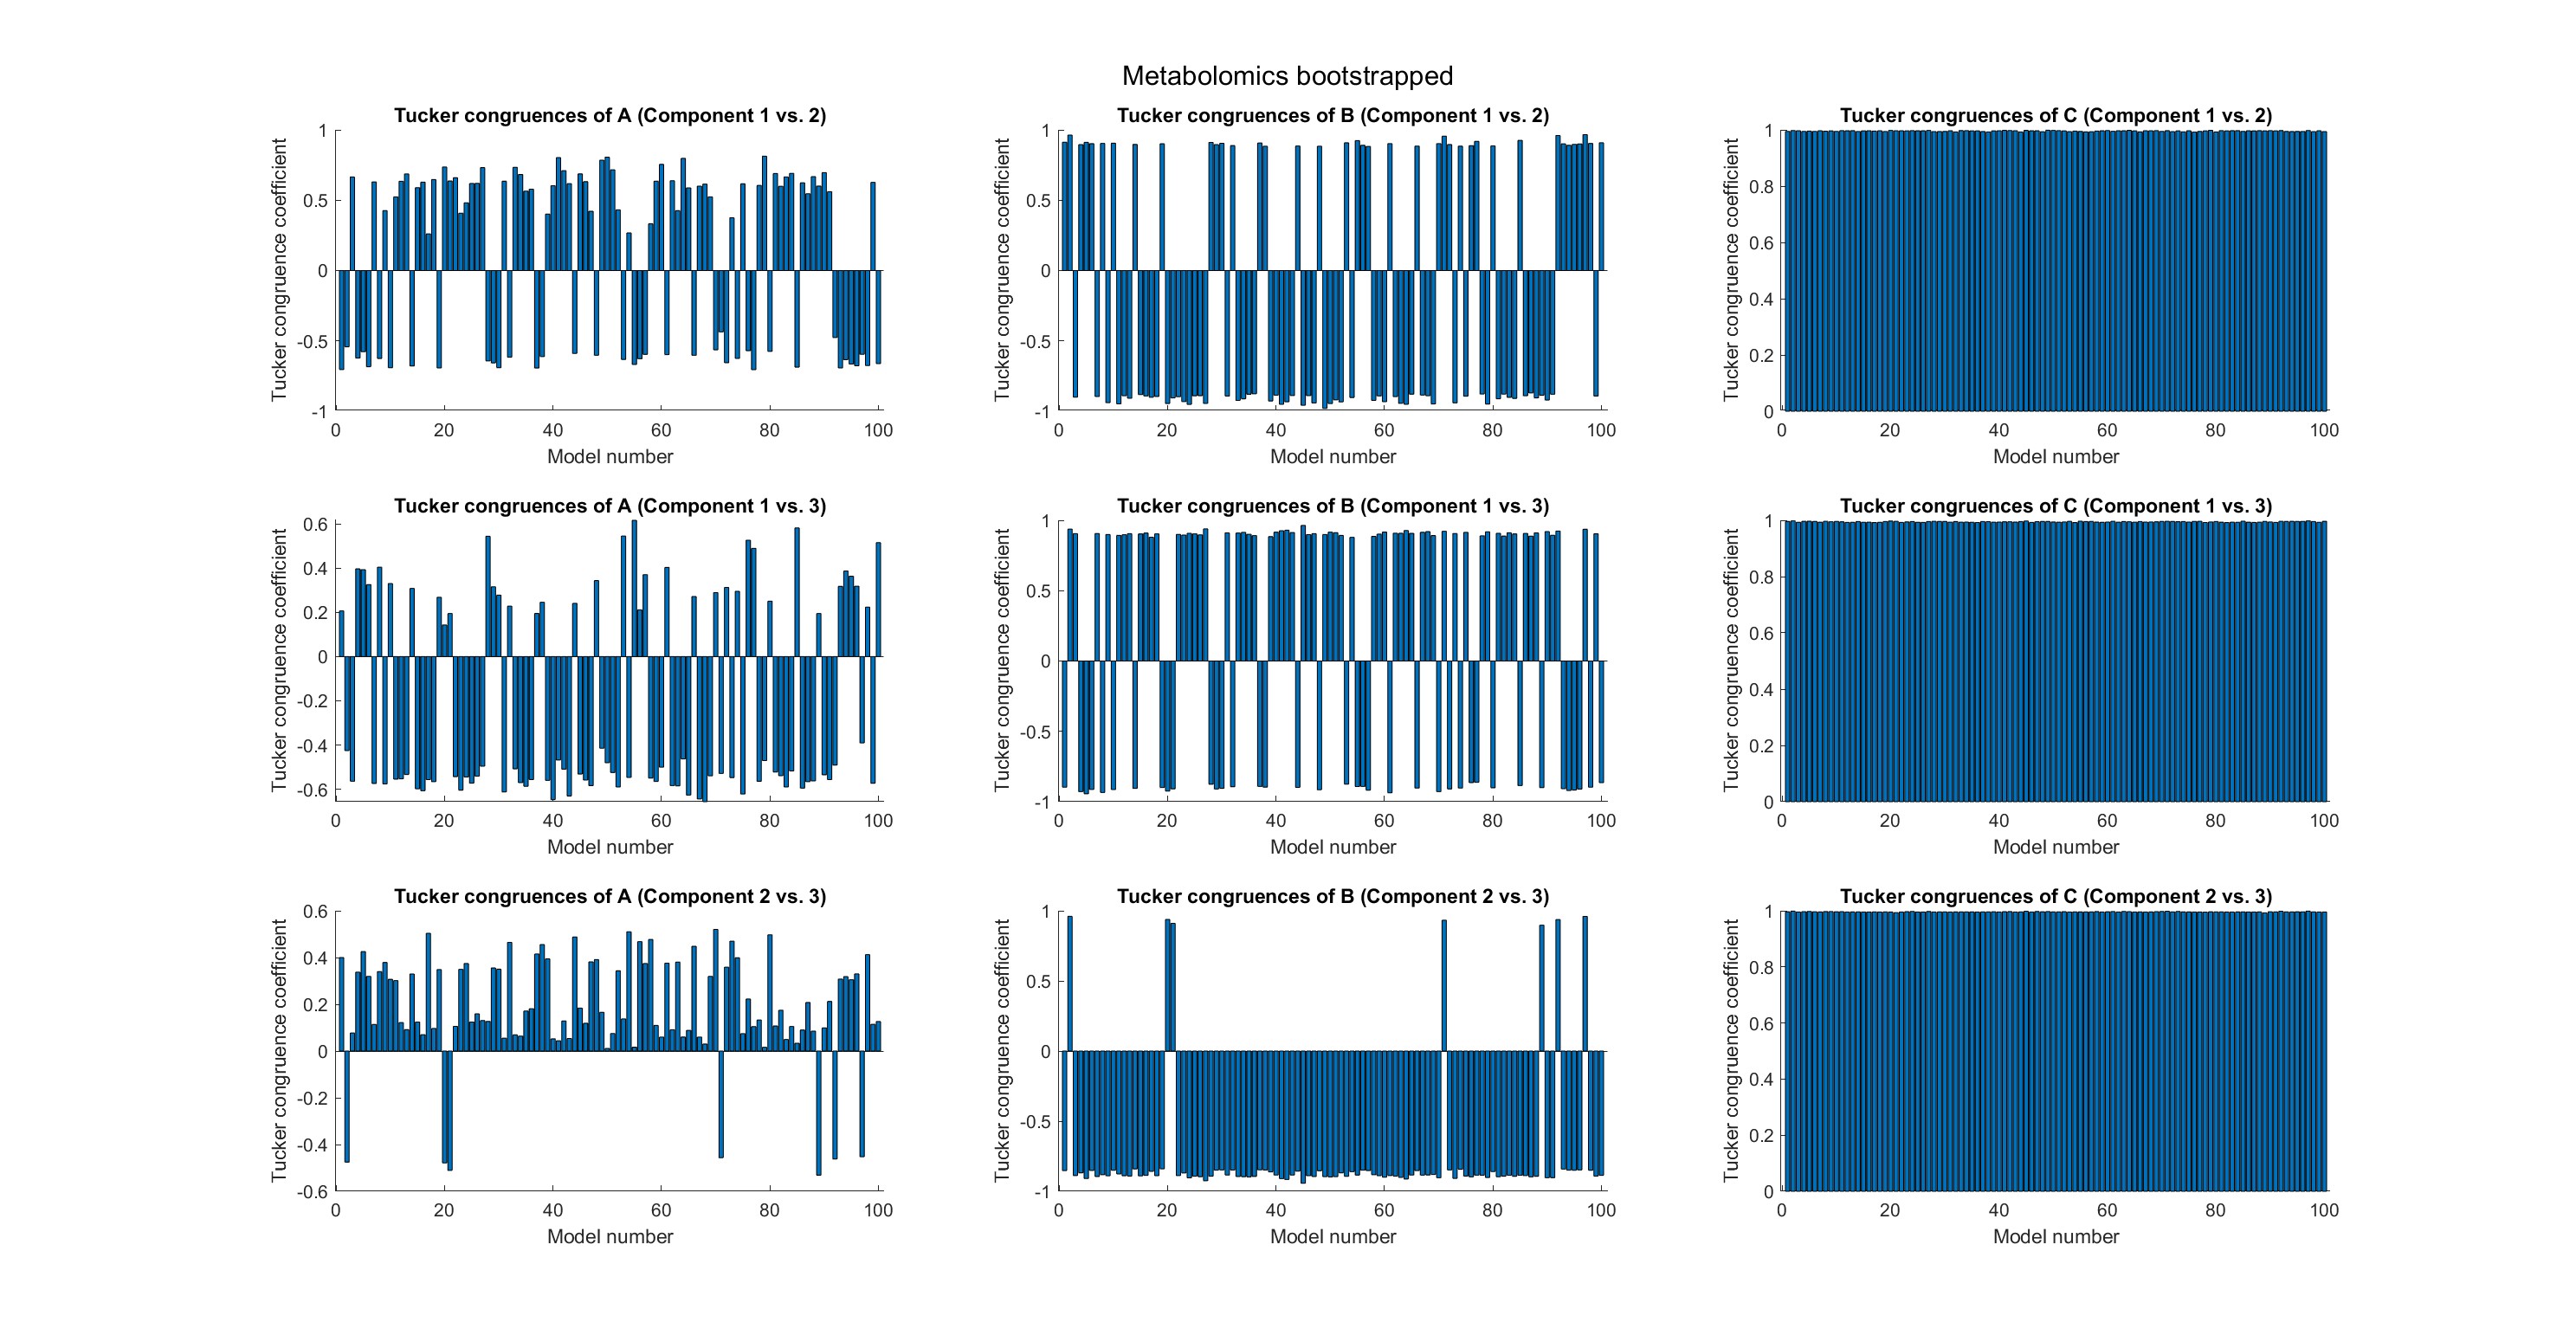 Metabolomics bootstrapped
Tucker congruences of A (Component 1 vs. 2)
Tucker congruence coefficient
1
0.5
0
-0.5
-1
0 20 40 60 80 100
Model number
Tucker congruences of B (Component 1 vs. 2)
Tucker congruence coefficient
1
0.5
0
-0.5
-1
0 20 40 60 80 100
Model number
Tucker congruences of C (Component 1 vs. 2)
Tucker congruence coefficient
1
0.8
0.6
0.4
0.2
0
0 20 40 60 80 100
Model number
Tucker congruences of A (Component 1 vs. 3)
Tucker congruence coefficient
0.6
0.4
0.2
0
-0.2
-0.4
-0.6
0 20 40 60 80 100
Model number
Tucker congruences of B (Component 1 vs. 3)
Tucker congruence coefficient
1
0.5
0
-0.5
-1
0 20 40 60 80 100
Model number
Tucker congruences of C (Component 1 vs. 3)
Tucker congruence coefficient
1
0.8
0.6
0.4
0.2
0
0 20 40 60 80 100
Model number
Tucker congruences of A (Component 2 vs. 3)
Tucker congruence coefficient
0.6
0.4
0.2
0
-0.2
-0.4
-0.6
0 20 40 60 80 100
Model number
Tucker congruences of B (Component 2 vs. 3)
Tucker congruence coefficient
1
0.5
0
-0.5
-1
0 20 40 60 80 100
Model number
Tucker congruences of C (Component 2 vs. 3)
Tucker congruence coefficient
1
0.8
0.6
0.4
0.2
0
0 20 40 60 80 100
Model number